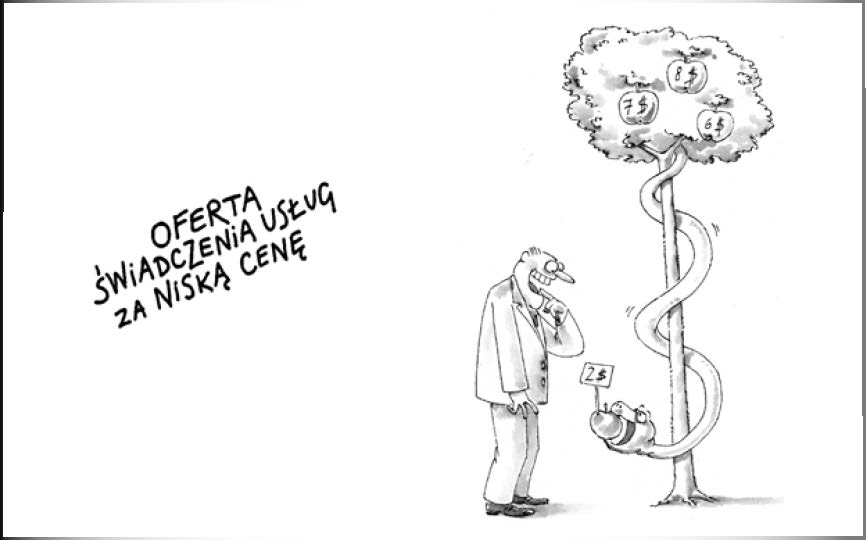 OFERTA
ŚWiADCZENiA USŁUG
ZA NiSKĄ CENĘ
8$
7$
6$
2$